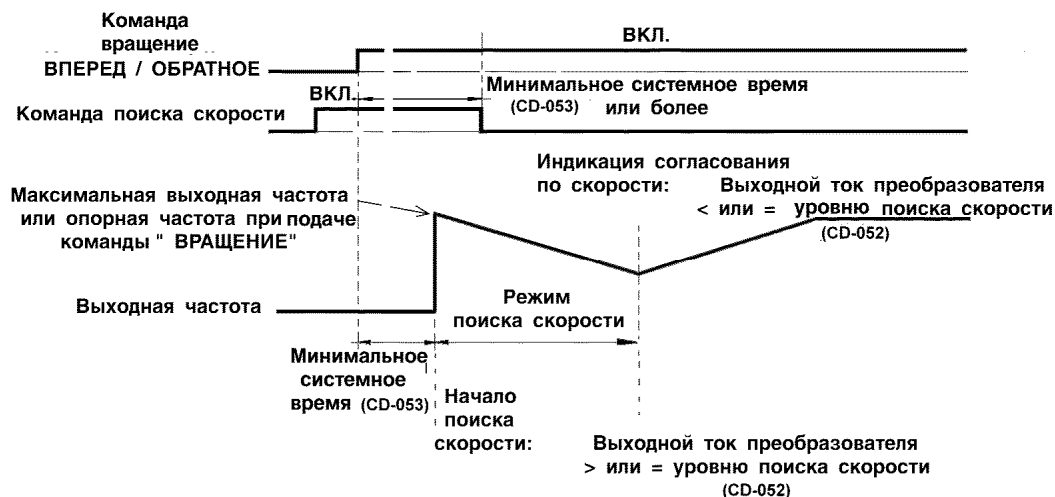 Команда
вращение
ВПЕРЕД / ОБРАТНОЕ
ВКЛ.
ВКЛ.
Минимальное системное время
(CD-053) или более
Команда поиска скорости
Индикация согласования
по скорости: Выходной ток преобразователя
< или = уровню поиска скорости
(CD-052)
Максимальная выходная частота
или опорная частота при подаче
команды " ВРАЩЕНИЕ"
Выходная частота
Режим
поиска скорости
Минимальное
системное
время (CD-053)
Начало
поиска
скорости: Выходной ток преобразователя
> или = уровню поиска скорости
(CD-052)